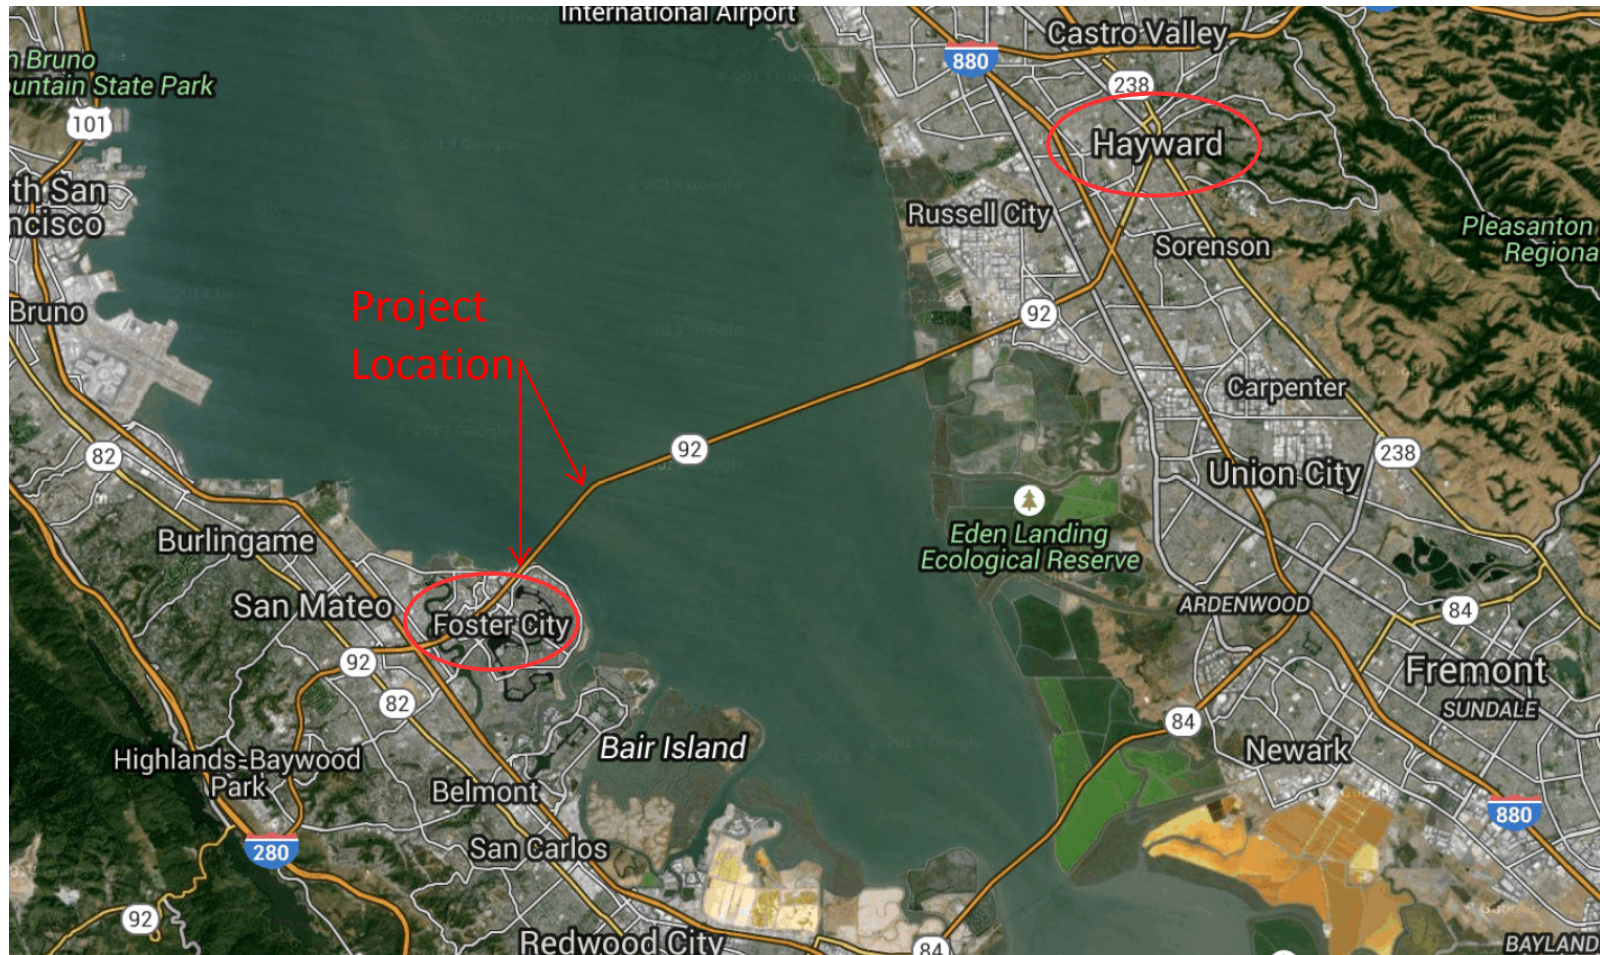 International Airport
Castro Valley
880
n Bruno
ountain State Park
238
101
Hayward
th San
ncisco
Russell City
Pleasanton
Regiona
Sorenson
Bruno
Project
Location
92
Carpenter
92
82
238
Union City
Eden Landing
Ecological Reserve
Burlingame
San Mateo
Foster City
ARDENWOOD
84
92
82
Fremont
SUNDALE
84
Bair Island
Newark
Highlands-Baywood
Park
Belmont
880
San Carlos
280
92
Redwood City
84
BAYLAND